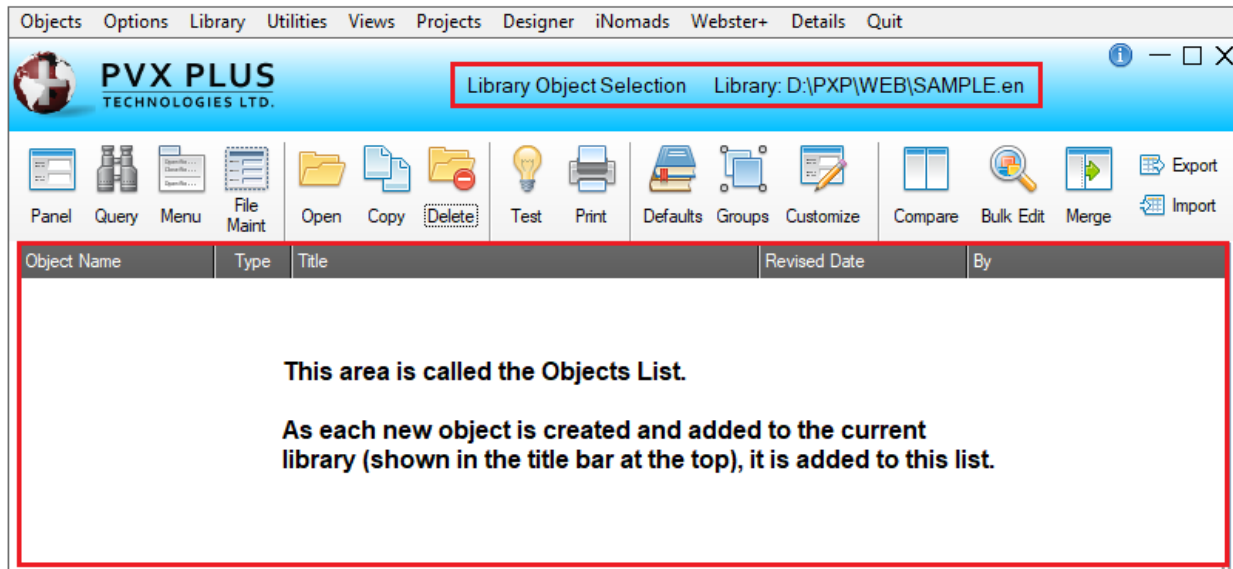 Objects Options Library Utilities Views Projects Designer iNomads Webster+ Details Quit
PVX PLUS
TECHNOLOGIES LTD.
Library Object Selection Library: D:\PXP\WEB\SAMPLE.en
Panel Query Menu File Maint Open Copy Delete Test Print Defaults Groups Customize Compare Bulk Edit Merge
Export
Import
Object Name Type Title Revised Date By
This area is called the Objects List.
As each new object is created and added to the current
library (shown in the title bar at the top), it is added to this list.